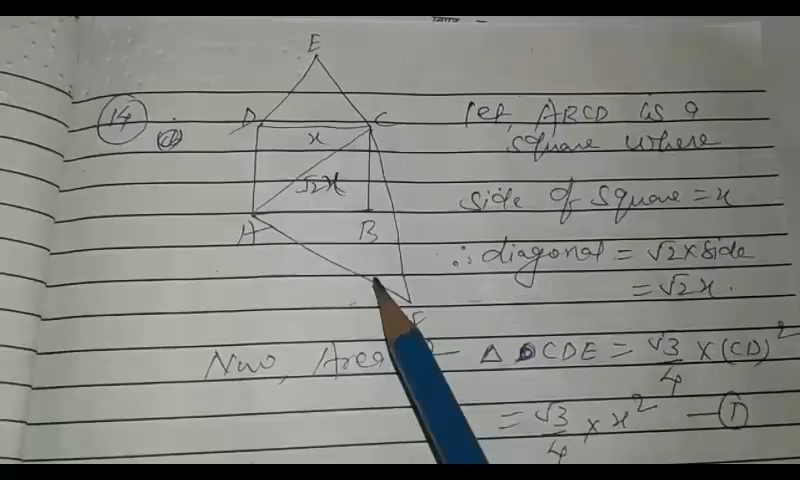 E
14
D
C
x
√2x
A
B
let, ABCD is a
square where
side of square = x
∴ diagonal = √2 × side
= √2x.
Now, Area
△ CDE = √3/4 × (CD)²
= √3/4 × x² — (1)